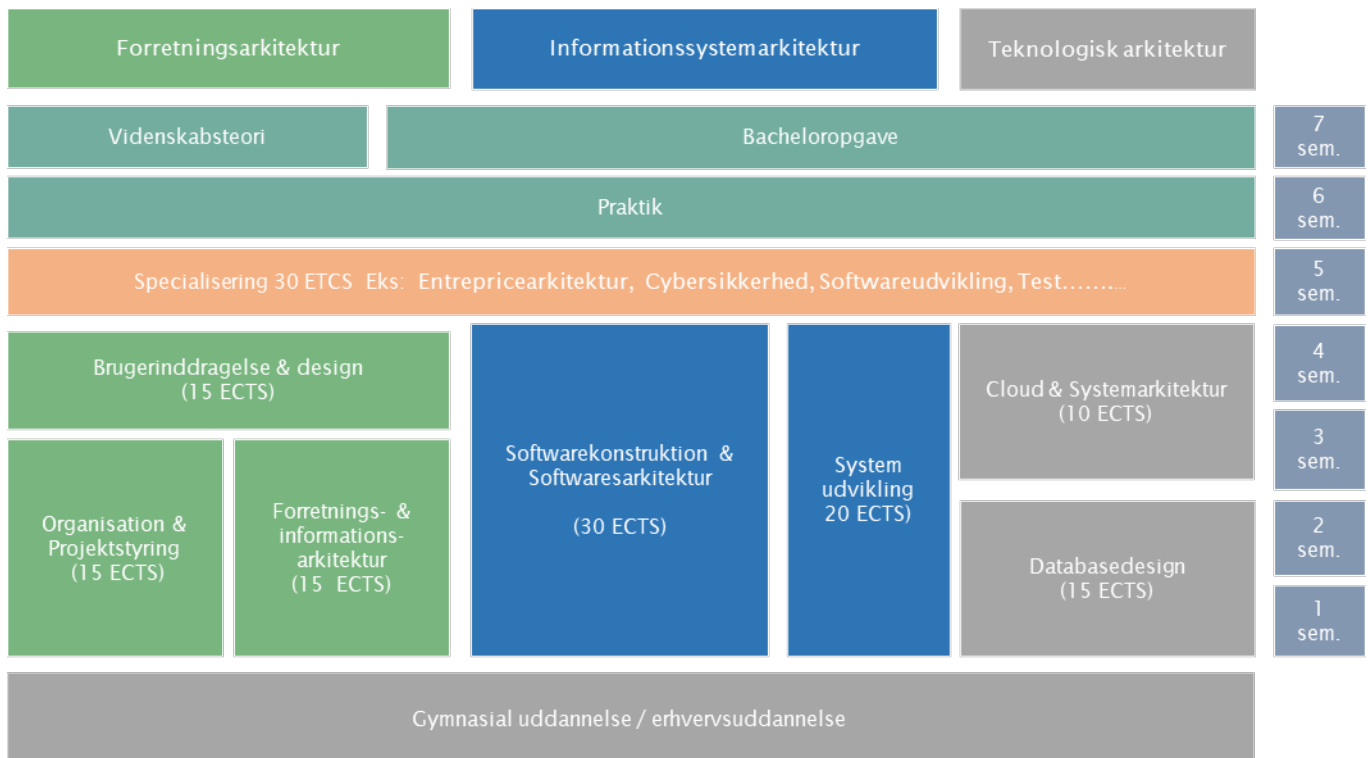 Forretningsarkitektur
Informationssystemarkitektur
Teknologisk arkitektur
Videnskabsteori
Bacheloropgave
7
sem.
Praktik
6
sem.
Specialisering 30 ETCS Eks: Entrepricearkitektur, Cybersikkerhed, Softwareudvikling, Test……....
5
sem.
Brugerinddragelse & design
(15 ECTS)
4
sem.
Organisation &
Projektstyring
(15 ECTS)
Forretnings- &
informations-
arkitektur
(15 ECTS)
Softwarekonstruktion &
Softwaresarkitektur
(30 ECTS)
System
udvikling
20 ECTS)
Cloud & Systemarkitektur
(10 ECTS)
3
sem.
Databasedesign
(15 ECTS)
2
sem.
1
sem.
Gymnasial uddannelse / erhvervsuddannelse